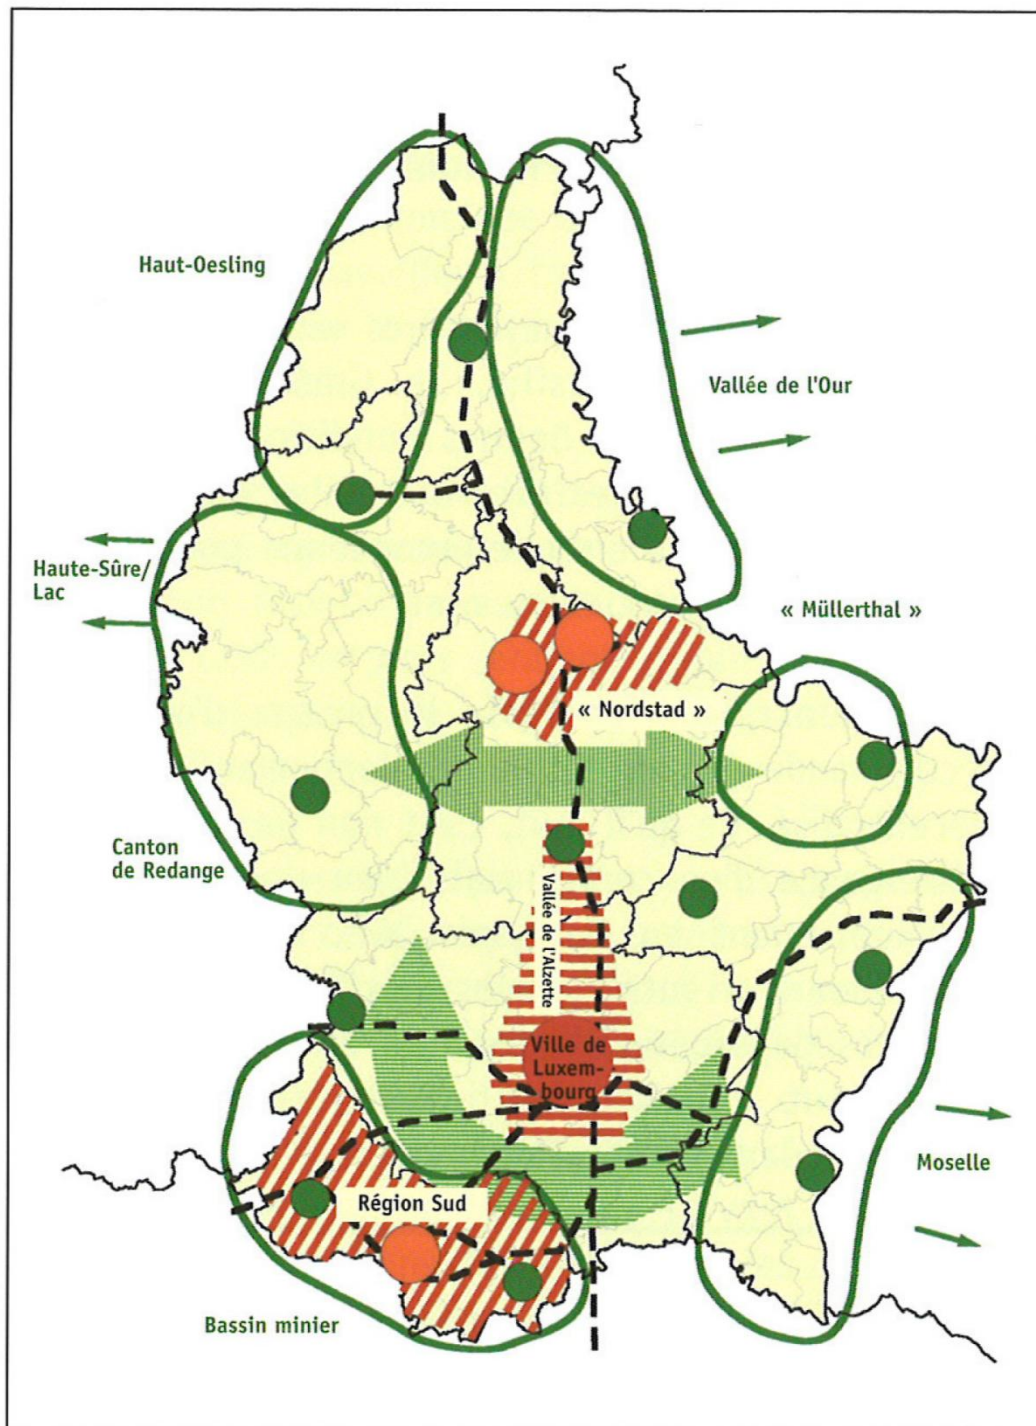 Haut-Oesling
Vallée de l'Our
Haute-Sûre/
Lac
« Müllerthal »
« Nordstad »
Canton
de Redange
Vallée de l'Alzette
Ville de
Luxem-
bourg
Moselle
Région Sud
Bassin minier